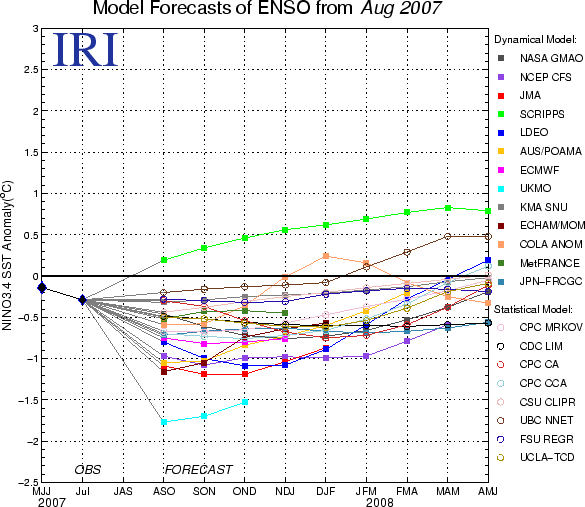 Model Forecasts of ENSO from Aug 2007
IRI
NINO3.4 SST Anomaly(°C)
3
2.5
2
1.5
1
0.5
0
−0.5
−1
−1.5
−2
−2.5
OBS
FORECAST
MJJ Jul JAS ASO SON OND NDJ DJF JFM FMA MAM AMJ
2007 2008
Dynamical Model:
NASA GMAO
NCEP CFS
JMA
SCRIPPS
LDEO
AUS/POAMA
ECMWF
UKMO
KMA SNU
ECHAM/MOM
COLA ANOM
MetFRANCE
JPN−FRCGC
Statistical Model:
CPC MRKOV
CDC LIM
CPC CA
CPC CCA
CSU CLIPR
UBC NNET
FSU REGR
UCLA−TCD